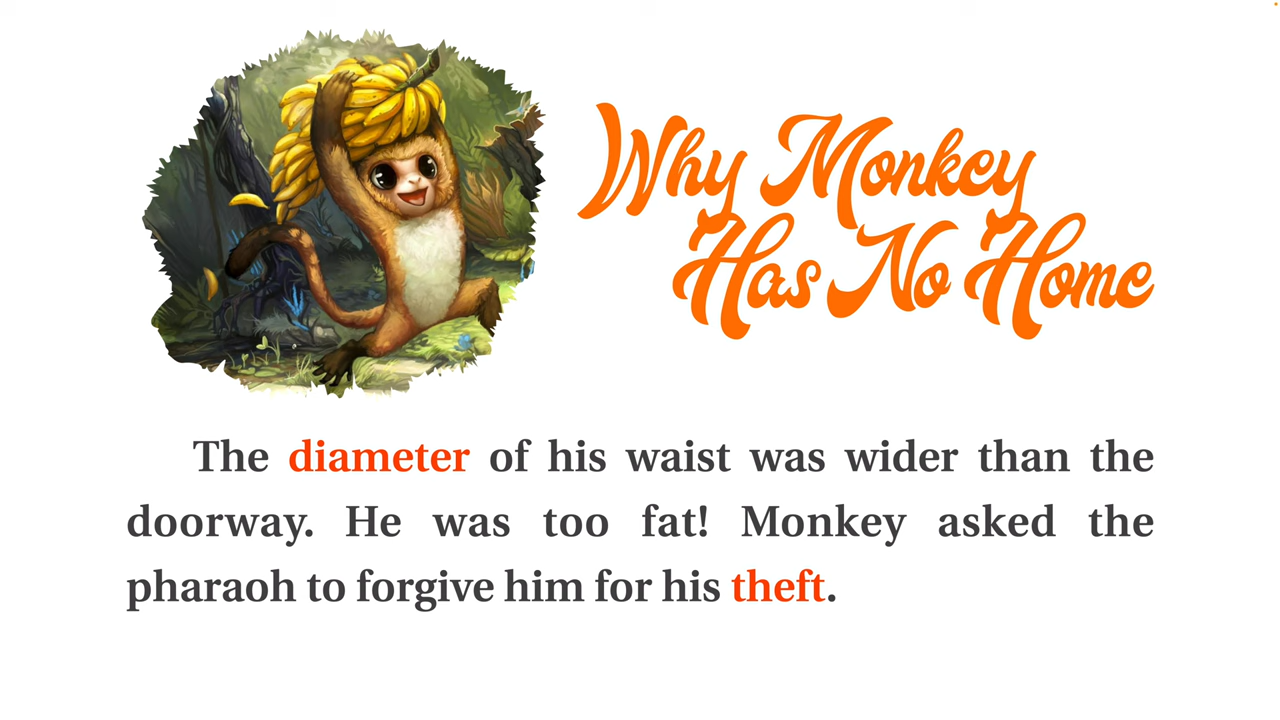 Why Monkey
Has No Home
The diameter of his waist was wider than the
doorway. He was too fat! Monkey asked the
pharaoh to forgive him for his theft.